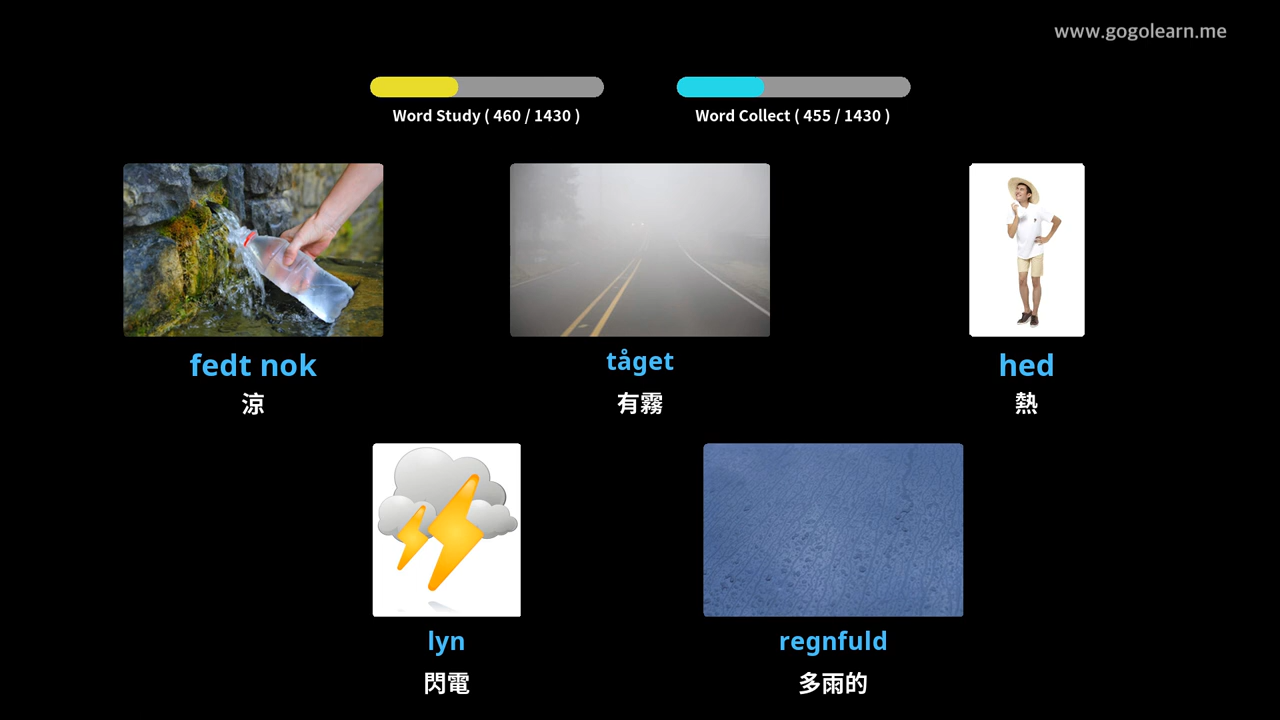 www.gogolearn.me
Word Study ( 460 / 1430 )
Word Collect ( 455 / 1430 )
fedt nok
涼
tåget
有霧
hed
熱
lyn
閃電
regnfuld
多雨的